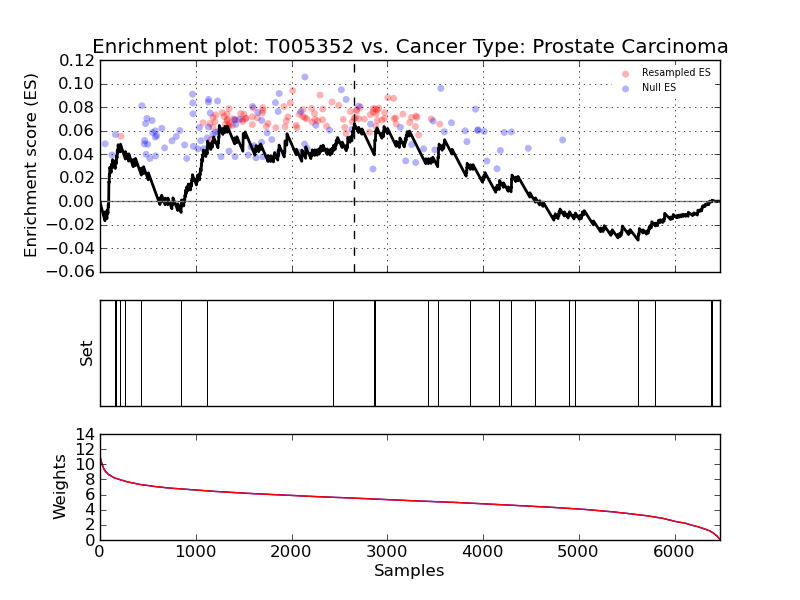 Enrichment plot: T005352 vs. Cancer Type: Prostate Carcinoma
Enrichment score (ES)
0.12
0.10
0.08
0.06
0.04
0.02
0.00
−0.02
−0.04
−0.06
Resampled ES
Null ES
Set
Weights
14
12
10
8
6
4
2
0
0 1000 2000 3000 4000 5000 6000
Samples